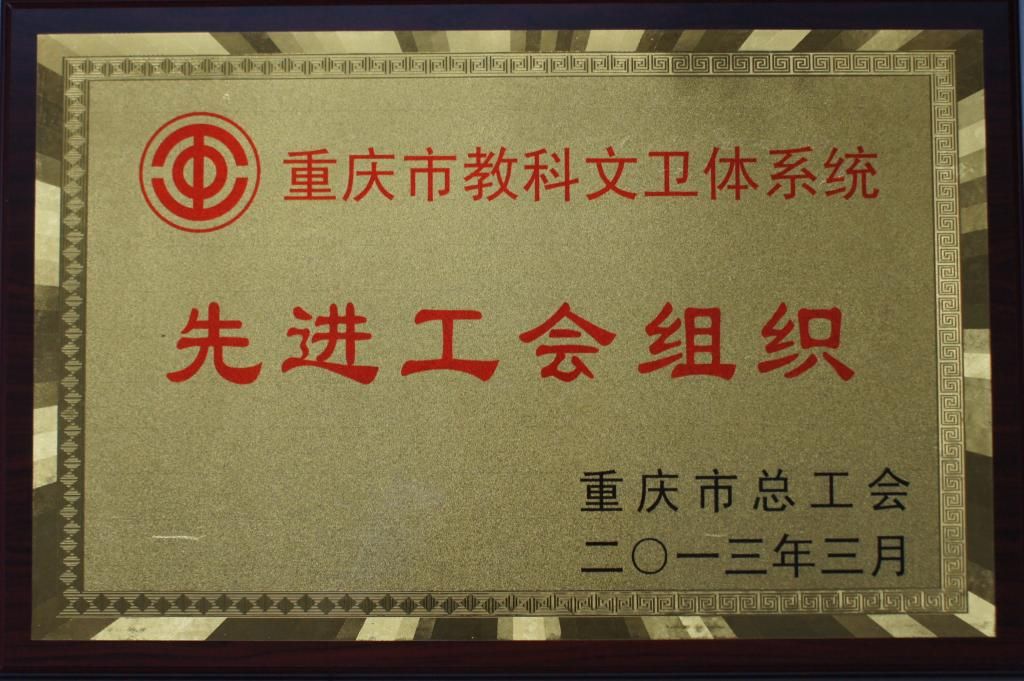 重庆市教科文卫体系统
先进工会组织
重庆市总工会
二〇一三年三月